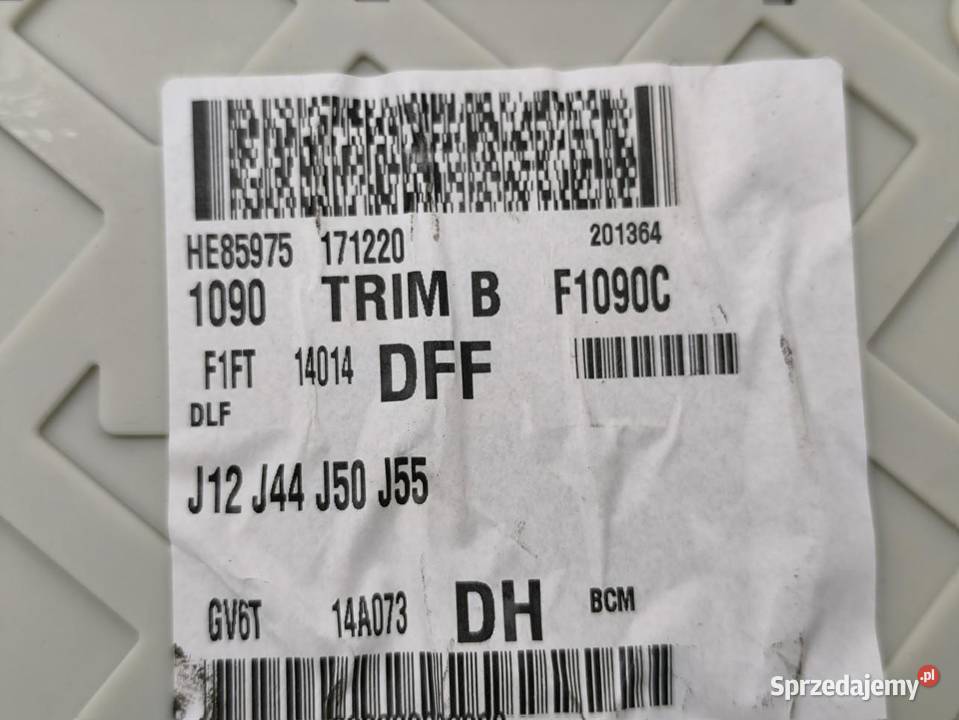 HE85975 171220 201364
1090 TRIM B F1090C
F1FT 14014 DFF
DLF
J12 J44 J50 J55
GV6T 14A073 DH BCM
Sprzedajemy.pl